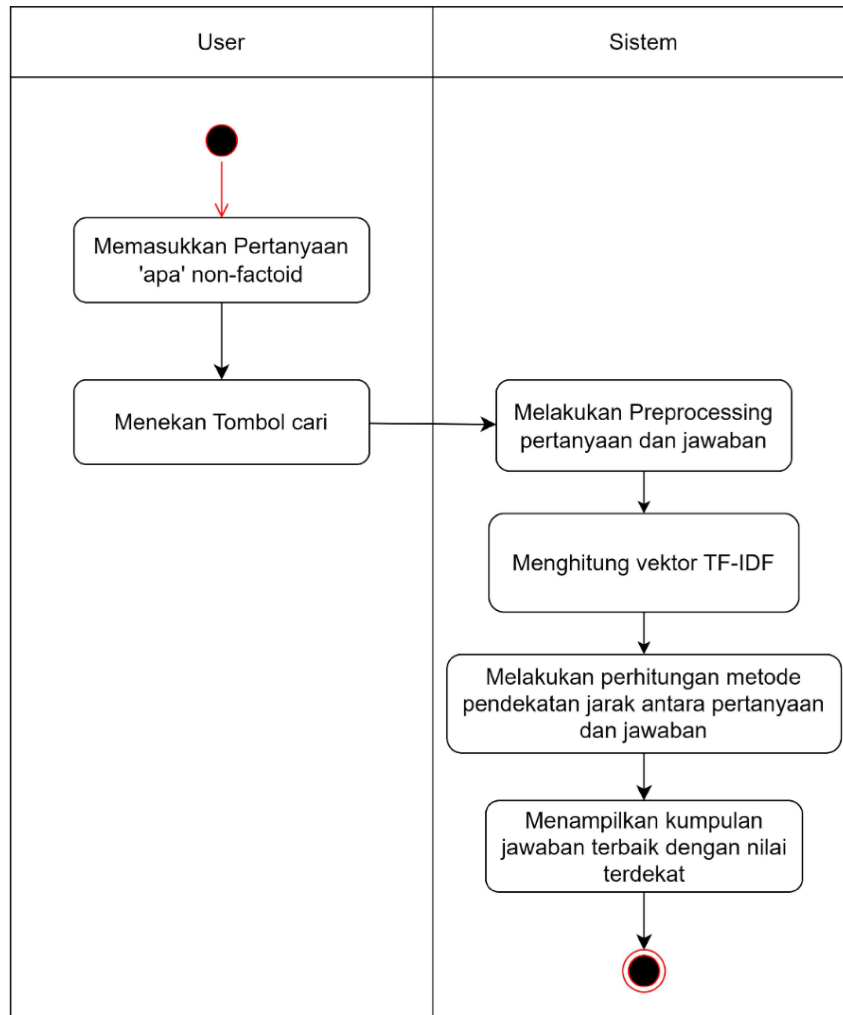 User
Sistem
Memasukkan Pertanyaan
'apa' non-factoid
Menekan Tombol cari
Melakukan Preprocessing
pertanyaan dan jawaban
Menghitung vektor TF-IDF
Melakukan perhitungan metode
pendekatan jarak antara pertanyaan
dan jawaban
Menampilkan kumpulan
jawaban terbaik dengan nilai
terdekat